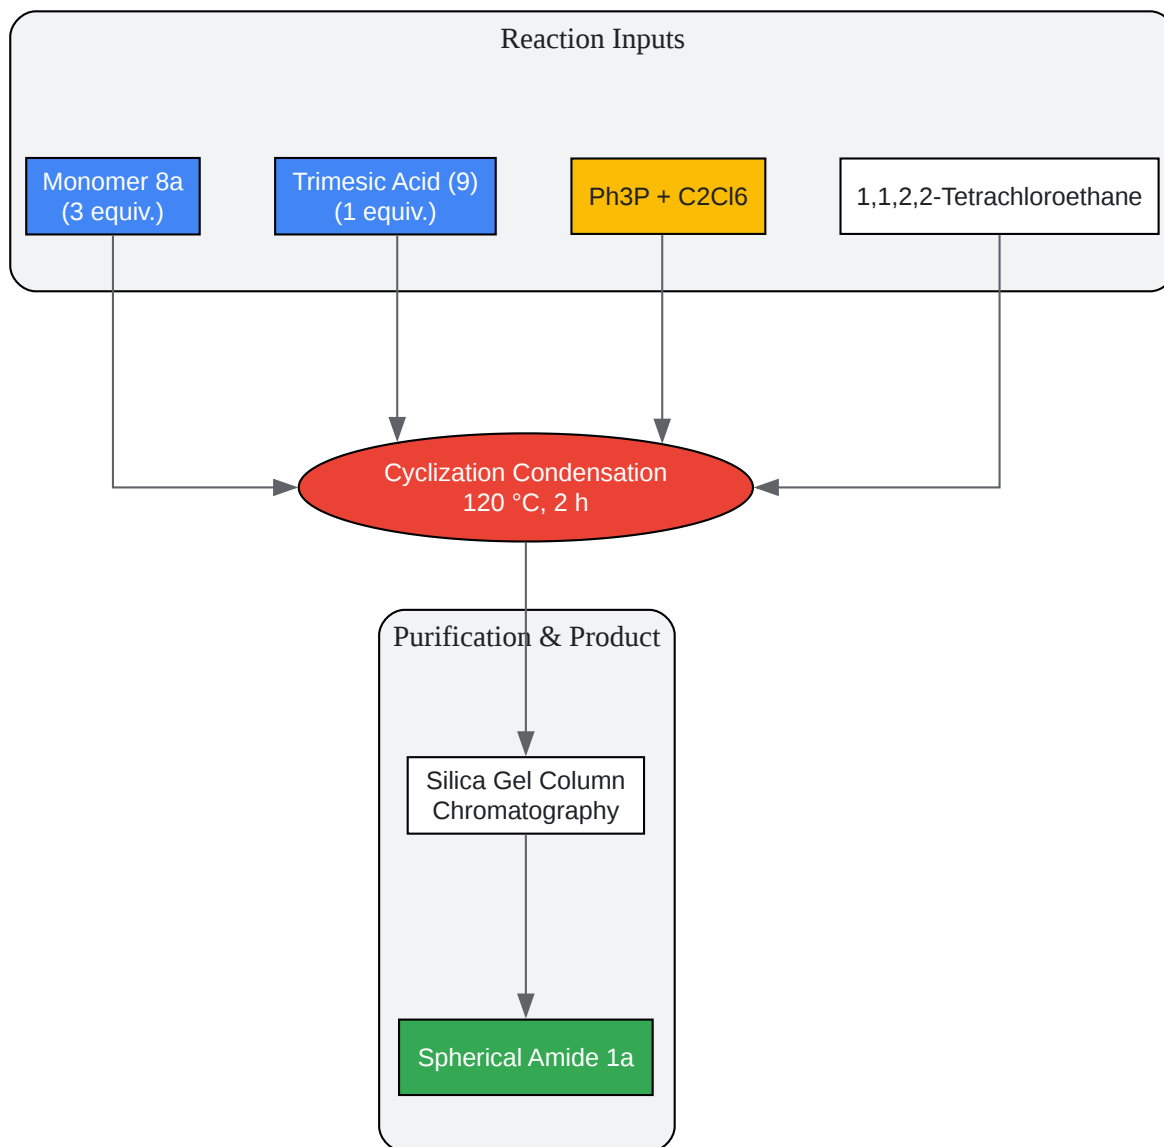 Reaction Inputs
Monomer 8a
(3 equiv.)
Trimesic Acid (9)
(1 equiv.)
Ph3P + C2Cl6
1,1,2,2-Tetrachloroethane
Cyclization Condensation
120 °C, 2 h
Purification & Product
Silica Gel Column
Chromatography
Spherical Amide 1a